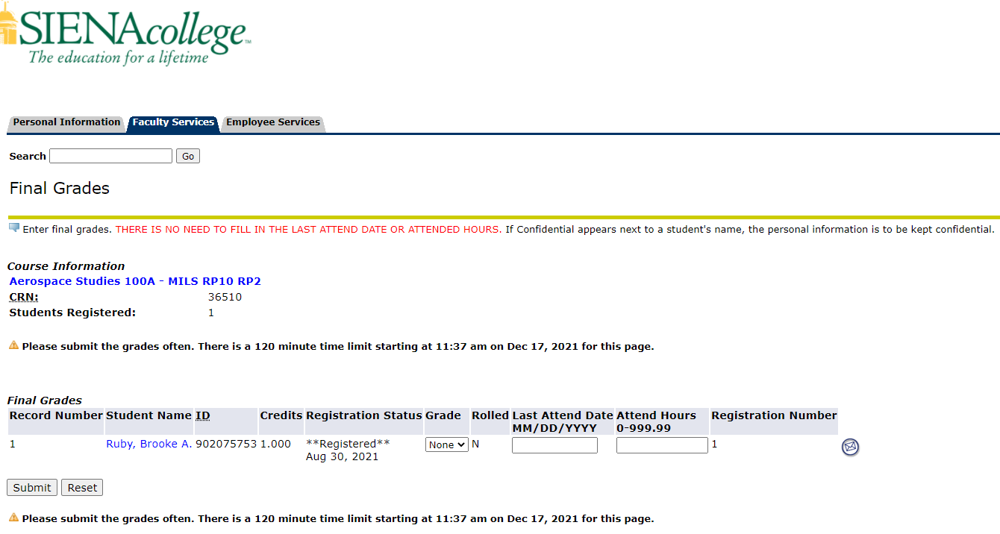 SIENAcollege™
The education for a lifetime
Personal Information Faculty Services Employee Services
Search Go
Final Grades
Enter final grades. THERE IS NO NEED TO FILL IN THE LAST ATTEND DATE OR ATTENDED HOURS. If Confidential appears next to a student's name, the personal information is to be kept confidential.
Course Information
Aerospace Studies 100A - MILS RP10 RP2
CRN: 36510
Students Registered: 1
Please submit the grades often. There is a 120 minute time limit starting at 11:37 am on Dec 17, 2021 for this page.
Final Grades
Record Number Student Name ID Credits Registration Status Grade Rolled Last Attend Date Attend Hours Registration Number
MM/DD/YYYY 0-999.99
1 Ruby, Brooke A. 902075753 1.000 **Registered** None N 1
Aug 30, 2021
Submit Reset
Please submit the grades often. There is a 120 minute time limit starting at 11:37 am on Dec 17, 2021 for this page.